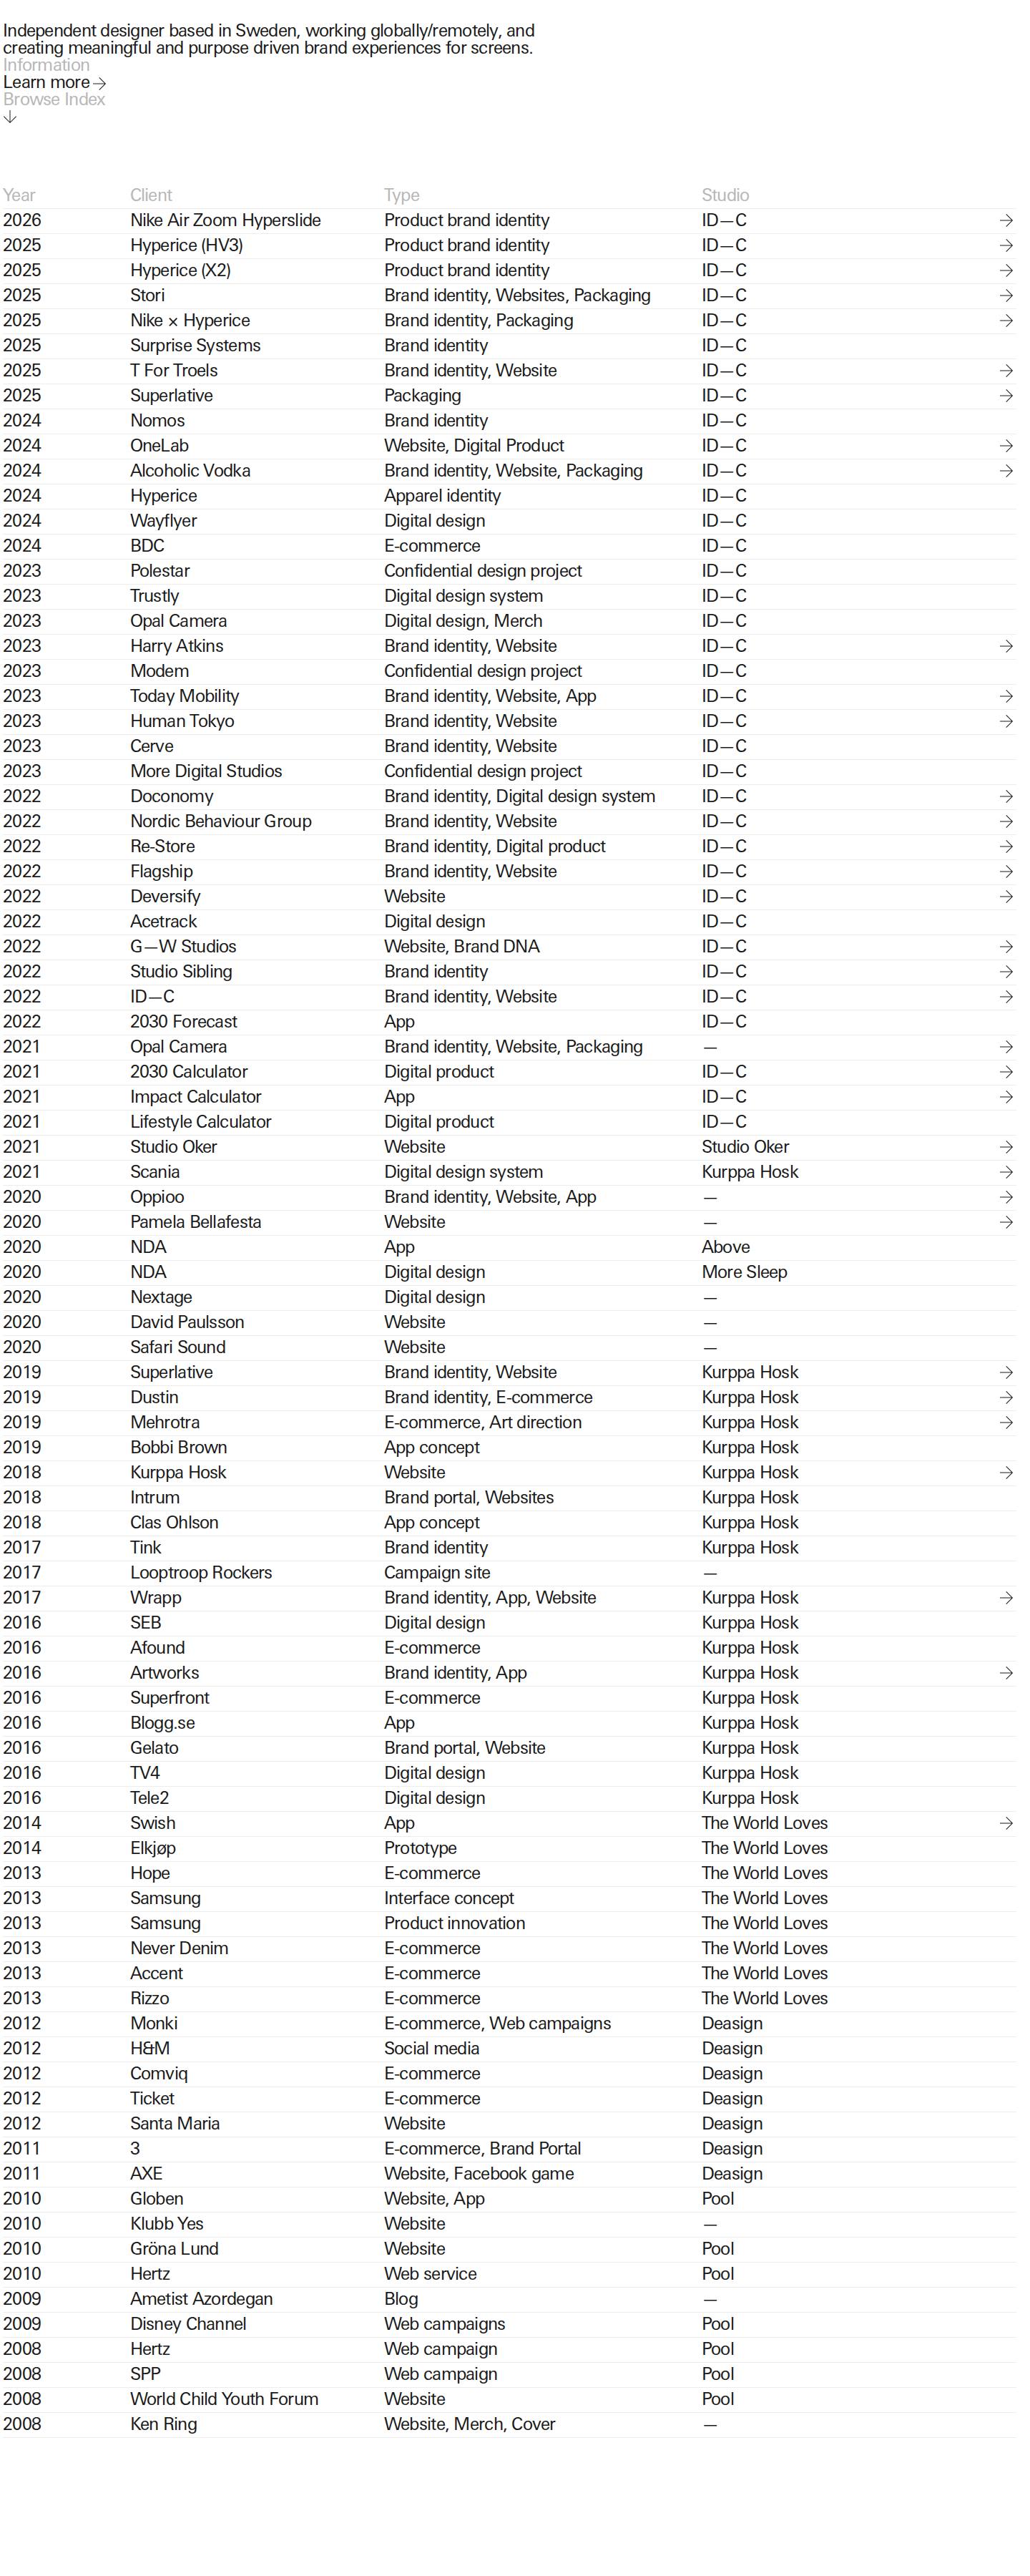 Independent designer based in Sweden, working globally/remotely, and
creating meaningful and purpose driven brand experiences for screens.
Information
Learn more→
Browse Index
↓
Year Client Type Studio
2026 Nike Air Zoom Hyperslide Product brand identity ID—C →
2025 Hyperice (HV3) Product brand identity ID—C →
2025 Hyperice (X2) Product brand identity ID—C →
2025 Stori Brand identity, Websites, Packaging ID—C →
2025 Nike × Hyperice Brand identity, Packaging ID—C →
2025 Surprise Systems Brand identity ID—C
2025 T For Troels Brand identity, Website ID—C →
2025 Superlative Packaging ID—C →
2024 Nomos Brand identity ID—C
2024 OneLab Website, Digital Product ID—C →
2024 Alcoholic Vodka Brand identity, Website, Packaging ID—C →
2024 Hyperice Apparel identity ID—C
2024 Wayflyer Digital design ID—C
2024 BDC E-commerce ID—C
2023 Polestar Confidential design project ID—C
2023 Trustly Digital design system ID—C
2023 Opal Camera Digital design, Merch ID—C
2023 Harry Atkins Brand identity, Website ID—C →
2023 Modem Confidential design project ID—C
2023 Today Mobility Brand identity, Website, App ID—C →
2023 Human Tokyo Brand identity, Website ID—C →
2023 Cerve Brand identity, Website ID—C
2023 More Digital Studios Confidential design project ID—C
2022 Doconomy Brand identity, Digital design system ID—C →
2022 Nordic Behaviour Group Brand identity, Website ID—C →
2022 Re-Store Brand identity, Digital product ID—C →
2022 Flagship Brand identity, Website ID—C →
2022 Deversify Website ID—C →
2022 Acetrack Digital design ID—C
2022 G—W Studios Website, Brand DNA ID—C →
2022 Studio Sibling Brand identity ID—C →
2022 ID—C Brand identity, Website ID—C →
2022 2030 Forecast App ID—C
2021 Opal Camera Brand identity, Website, Packaging — →
2021 2030 Calculator Digital product ID—C →
2021 Impact Calculator App ID—C →
2021 Lifestyle Calculator Digital product ID—C
2021 Studio Oker Website Studio Oker →
2021 Scania Digital design system Kurppa Hosk →
2020 Oppioo Brand identity, Website, App — →
2020 Pamela Bellafesta Website — →
2020 NDA App Above
2020 NDA Digital design More Sleep
2020 Nextage Digital design —
2020 David Paulsson Website —
2020 Safari Sound Website —
2019 Superlative Brand identity, Website Kurppa Hosk →
2019 Dustin Brand identity, E-commerce Kurppa Hosk →
2019 Mehrotra E-commerce, Art direction Kurppa Hosk →
2019 Bobbi Brown App concept Kurppa Hosk
2018 Kurppa Hosk Website Kurppa Hosk →
2018 Intrum Brand portal, Websites Kurppa Hosk
2018 Clas Ohlson App concept Kurppa Hosk
2017 Tink Brand identity Kurppa Hosk
2017 Looptroop Rockers Campaign site —
2017 Wrapp Brand identity, App, Website Kurppa Hosk →
2016 SEB Digital design Kurppa Hosk
2016 Afound E-commerce Kurppa Hosk
2016 Artworks Brand identity, App Kurppa Hosk →
2016 Superfront E-commerce Kurppa Hosk
2016 Blogg.se App Kurppa Hosk
2016 Gelato Brand portal, Website Kurppa Hosk
2016 TV4 Digital design Kurppa Hosk
2016 Tele2 Digital design Kurppa Hosk
2014 Swish App The World Loves →
2014 Elkjøp Prototype The World Loves
2013 Hope E-commerce The World Loves
2013 Samsung Interface concept The World Loves
2013 Samsung Product innovation The World Loves
2013 Never Denim E-commerce The World Loves
2013 Accent E-commerce The World Loves
2013 Rizzo E-commerce The World Loves
2012 Monki E-commerce, Web campaigns Deasign
2012 H&M Social media Deasign
2012 Comviq E-commerce Deasign
2012 Ticket E-commerce Deasign
2012 Santa Maria Website Deasign
2011 3 E-commerce, Brand Portal Deasign
2011 AXE Website, Facebook game Deasign
2010 Globen Website, App Pool
2010 Klubb Yes Website —
2010 Gröna Lund Website Pool
2010 Hertz Web service Pool
2009 Ametist Azordegan Blog —
2009 Disney Channel Web campaigns Pool
2008 Hertz Web campaign Pool
2008 SPP Web campaign Pool
2008 World Child Youth Forum Website Pool
2008 Ken Ring Website, Merch, Cover —